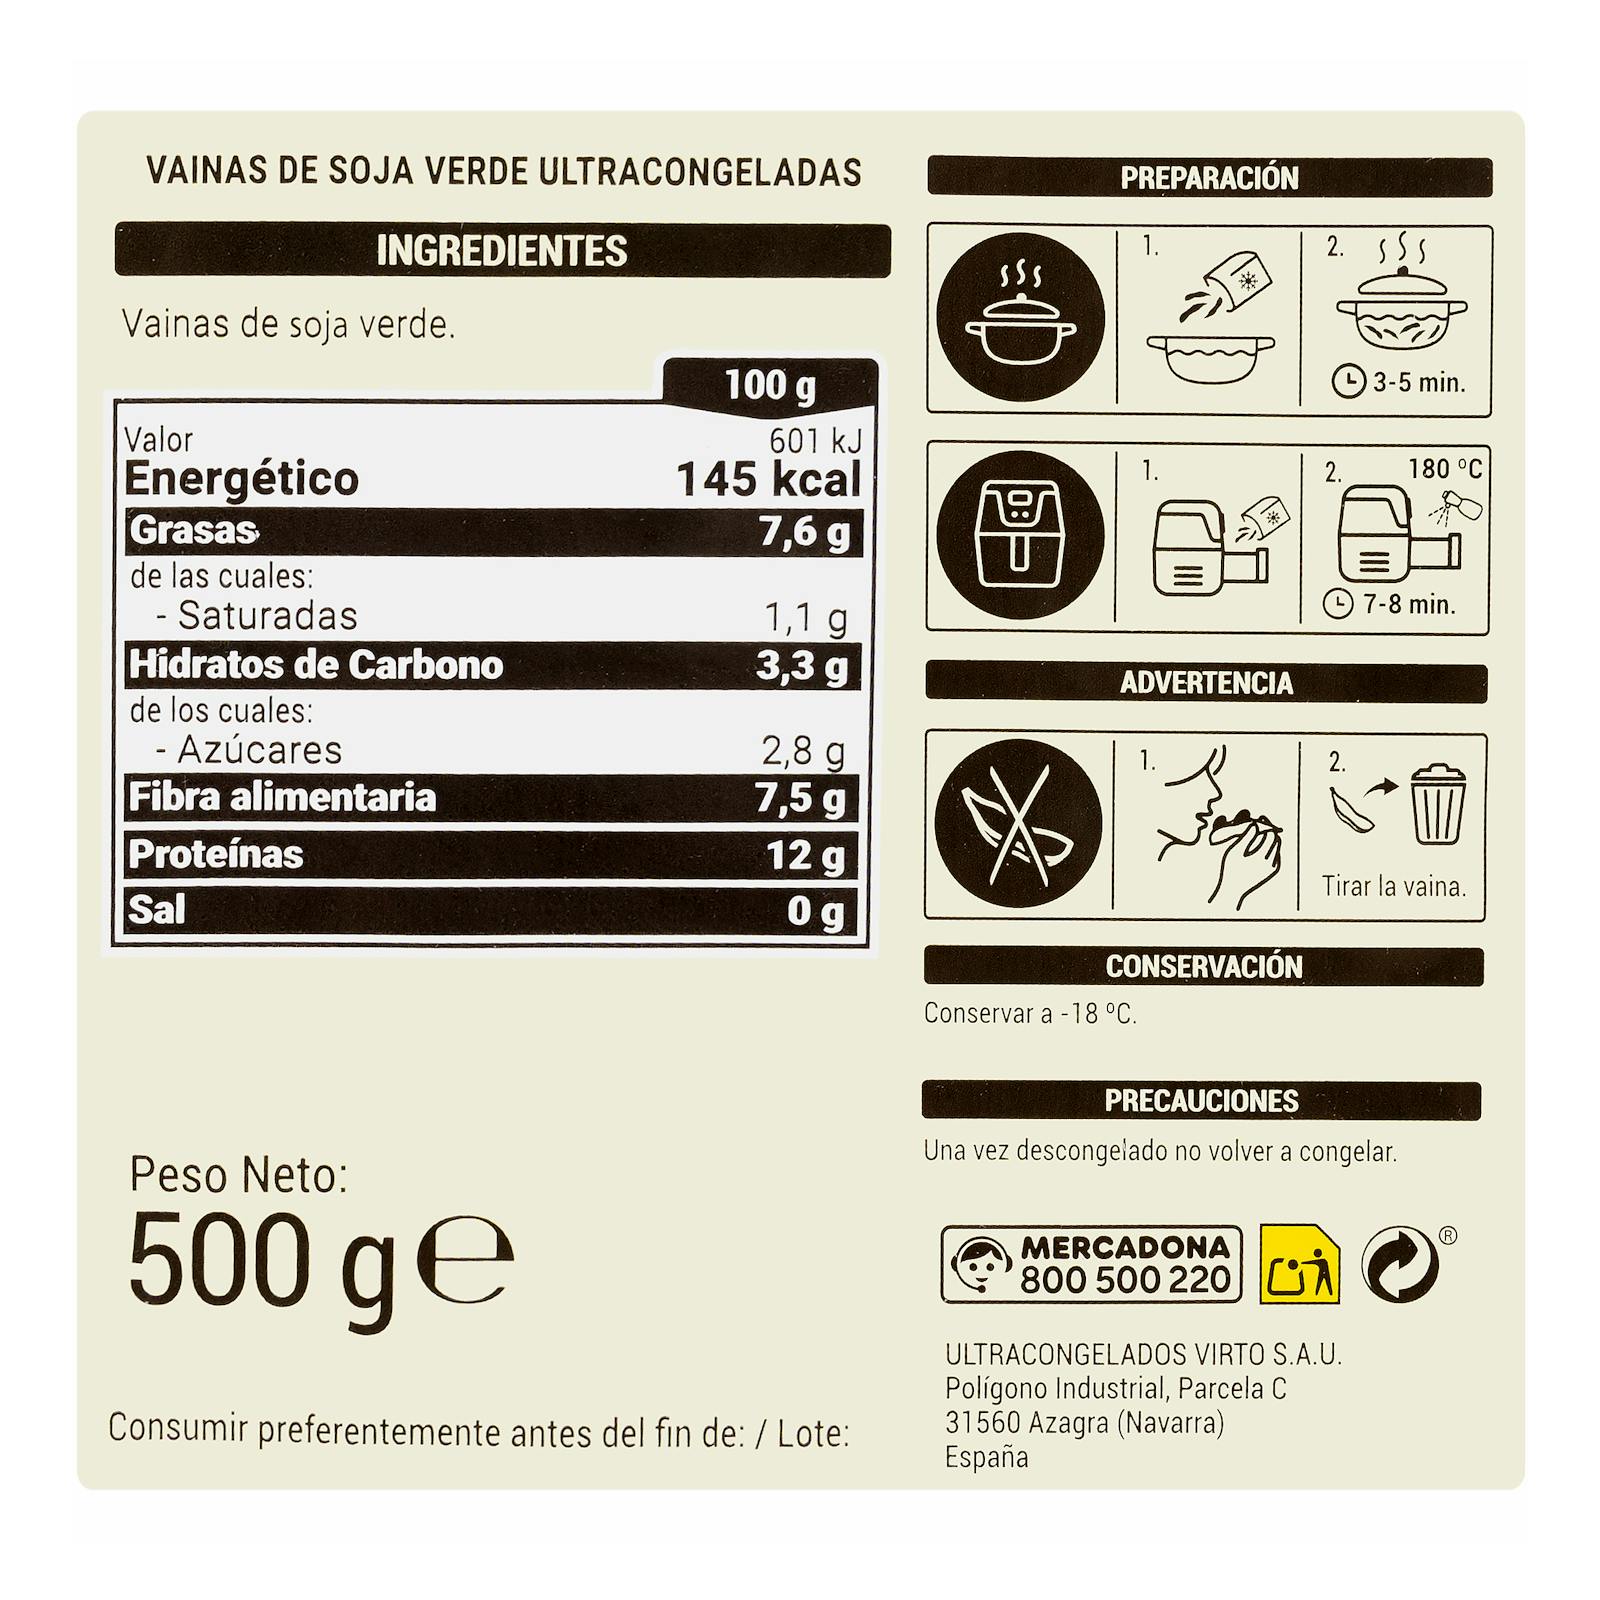 VAINAS DE SOJA VERDE ULTRACONGELADAS
INGREDIENTES
Vainas de soja verde.
100 g
Valor 601 kJ
Energético 145 kcal
Grasas 7,6 g
de las cuales:
- Saturadas 1,1 g
Hidratos de Carbono 3,3 g
de los cuales:
- Azúcares 2,8 g
Fibra alimentaria 7,5 g
Proteínas 12 g
Sal 0 g
Peso Neto:
500 g ℮
Consumir preferentemente antes del fin de: / Lote:
PREPARACIÓN
1.
2.
3-5 min.
1.
2.
180 ºC
7-8 min.
ADVERTENCIA
1.
2.
Tirar la vaina.
CONSERVACIÓN
Conservar a -18 ºC.
PRECAUCIONES
Una vez descongelado no volver a congelar.
MERCADONA
800 500 220
®
ULTRACONGELADOS VIRTO S.A.U.
Polígono Industrial, Parcela C
31560 Azagra (Navarra)
España